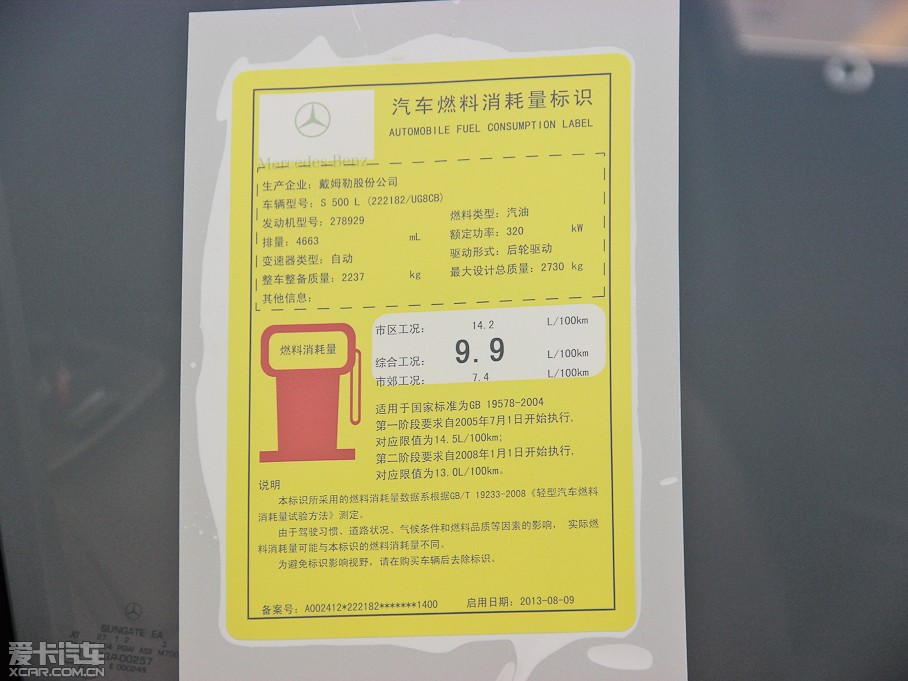 汽车燃料消耗量标识
AUTOMOBILE FUEL CONSUMPTION LABEL
Mercedes-Benz
生产企业：戴姆勒股份公司
车辆型号：S 500 L (222182/UG8CB)
发动机型号：278929
燃料类型：汽油
排量：4663 mL
额定功率：320 kW
变速器类型：自动
驱动形式：后轮驱动
整车整备质量：2237 kg
最大设计总质量：2730 kg
其他信息：
燃料消耗量
市区工况： 14.2 L/100km
综合工况： 9.9 L/100km
市郊工况： 7.4 L/100km
适用于国家标准为GB 19578-2004
第一阶段要求自2005年7月1日开始执行，
对应限值为14.5L/100km;
第二阶段要求自2008年1月1日开始执行，
对应限值为13.0L/100km。
说明
本标识所采用的燃料消耗量数据系根据GB/T 19233-2008《轻型汽车燃料
消耗量试验方法》测定。
由于驾驶习惯、道路状况、气候条件和燃料品质等因素的影响， 实际燃
料消耗量可能与本标识的燃料消耗量不同。
为避免标识影响视野，请在购买车辆后去除标识。
备案号：A002412*222182*******1400 启用日期：2013-08-09
SUNGATE EA
爱卡汽车
XCAR.COM.CN